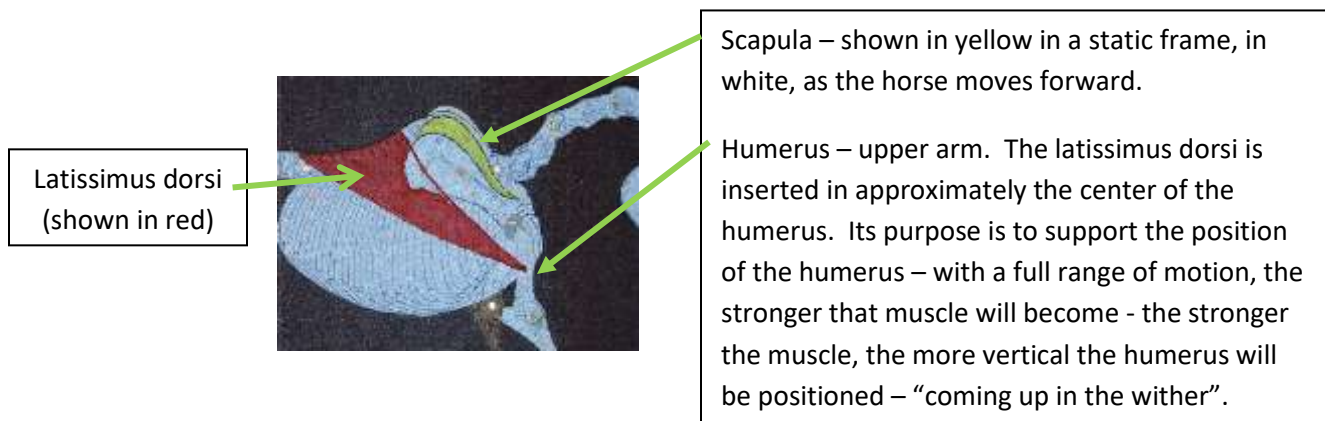 Latissimus dorsi
(shown in red)
Scapula – shown in yellow in a static frame, in
white, as the horse moves forward.
Humerus – upper arm.  The latissimus dorsi is
inserted in approximately the center of the
humerus.  Its purpose is to support the position
of the humerus – with a full range of motion, the
stronger that muscle will become - the stronger
the muscle, the more vertical the humerus will
be positioned – “coming up in the wither”.